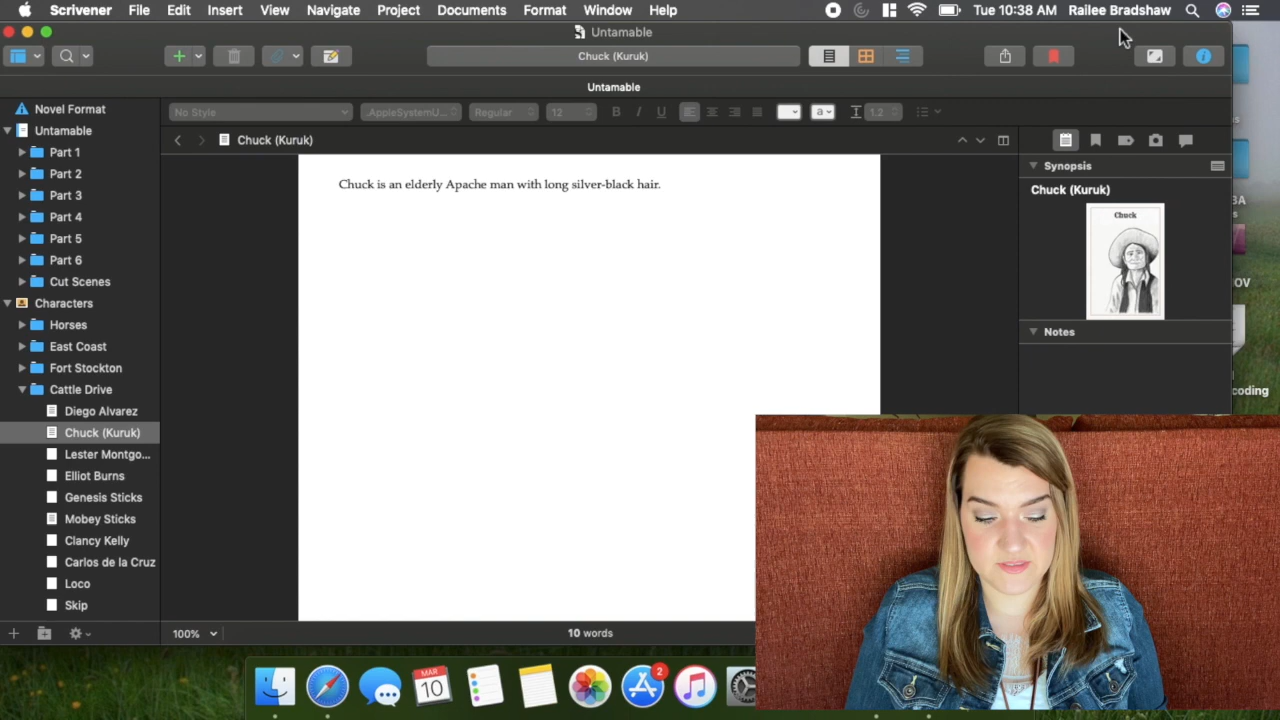 Scrivener File Edit Insert View Navigate Project Documents Format Window Help Tue 10:38 AM Railee Bradshaw
Untamable
Chuck (Kuruk)
Untamable
No Style .AppleSystemU... Regular 12 B I U a 1.2
Novel Format
Untamable
Part 1
Part 2
Part 3
Part 4
Part 5
Part 6
Cut Scenes
Characters
Horses
East Coast
Fort Stockton
Cattle Drive
Diego Alvarez
Chuck (Kuruk)
Lester Montgo...
Elliot Burns
Genesis Sticks
Mobey Sticks
Clancy Kelly
Carlos de la Cruz
Loco
Skip
Chuck (Kuruk)
Chuck is an elderly Apache man with long silver-black hair.
100%
10 words
Synopsis
Chuck (Kuruk)
Chuck
Notes
coding
MAR
10
2